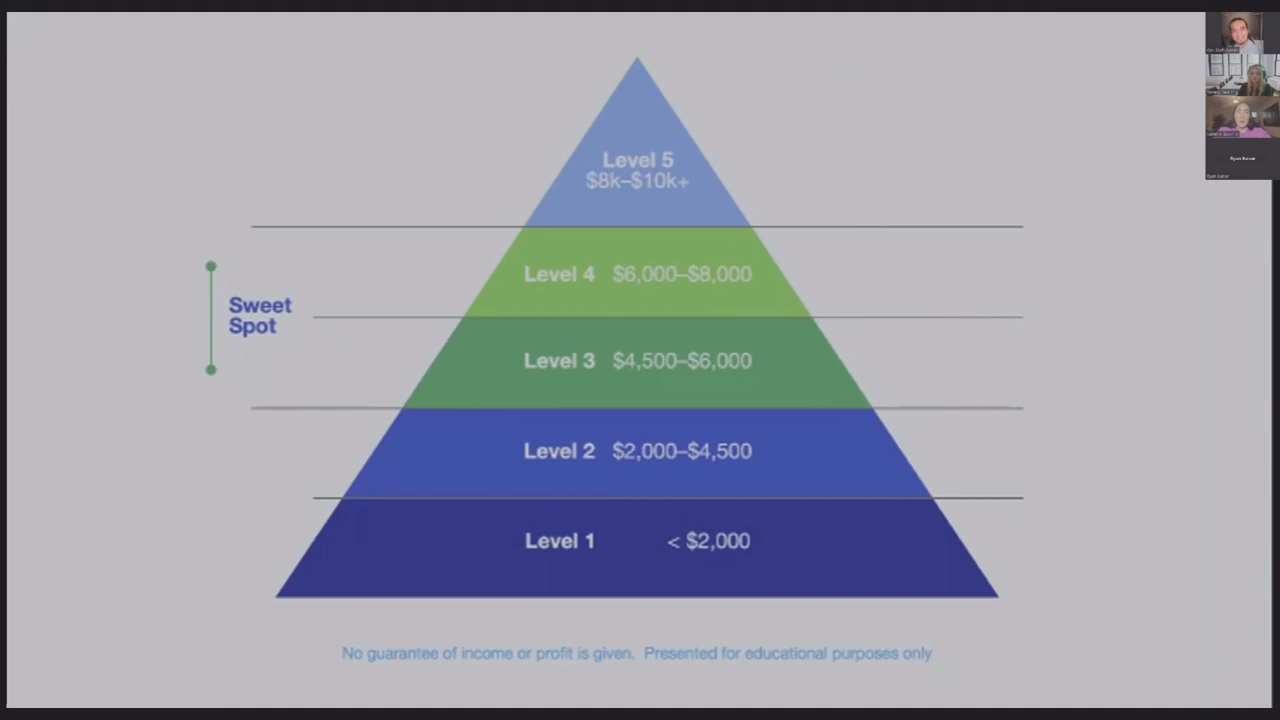 Level 5
$8k–$10k+
Level 4 $6,000–$8,000
Sweet
Spot
Level 3 $4,500–$6,000
Level 2 $2,000–$4,500
Level 1 < $2,000
No guarantee of income or profit is given. Presented for educational purposes only